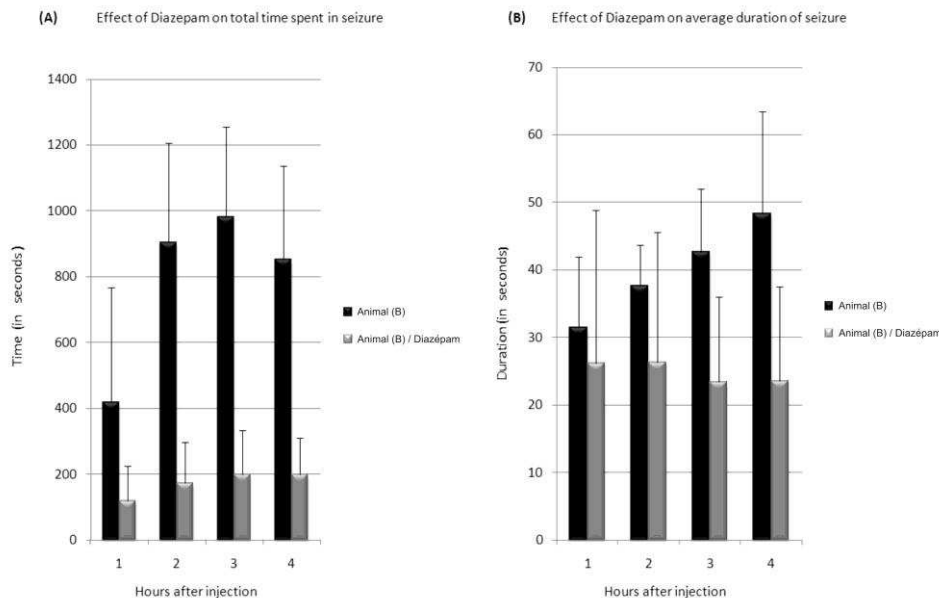 (A) Effect of Diazepam on total time spent in seizure
Time (in seconds)
1400
1200
1000
800
600
400
200
0
1 2 3 4
Hours after injection
Animal (B)
Animal (B) / Diazépam
(B) Effect of Diazepam on average duration of seizure
Duration (in seconds)
70
60
50
40
30
20
10
0
1 2 3 4
Hours after injection
Animal (B)
Animal (B) / Diazépam